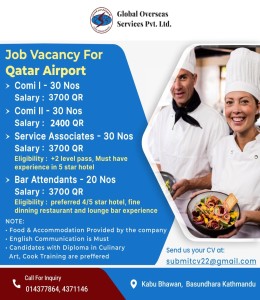 Global Overseas
Services Pvt. Ltd.
Job Vacancy For
Qatar Airport
Comi I - 30 Nos
Salary : 3700 QR
Comi II - 30 Nos
Salary : 2400 QR
Service Associates - 30 Nos
Salary : 3700 QR
Eligibility : +2 level pass, Must have
experience in 5 star hotel
Bar Attendants - 20 Nos
Salary : 3700 QR
Eligibility : preferred 4/5 star hotel, fine
dinning restaurant and lounge bar experience
NOTE:
• Food & Accommodation Provided by the company
• English Communication is Must
• Candidates with Diploma in Culinary
Art, Cook Training are preffered
Send us your CV at:
submitcv22@gmail.com
Call For Inquiry
014377864, 4371146
Kabu Bhawan, Basundhara Kathmandu